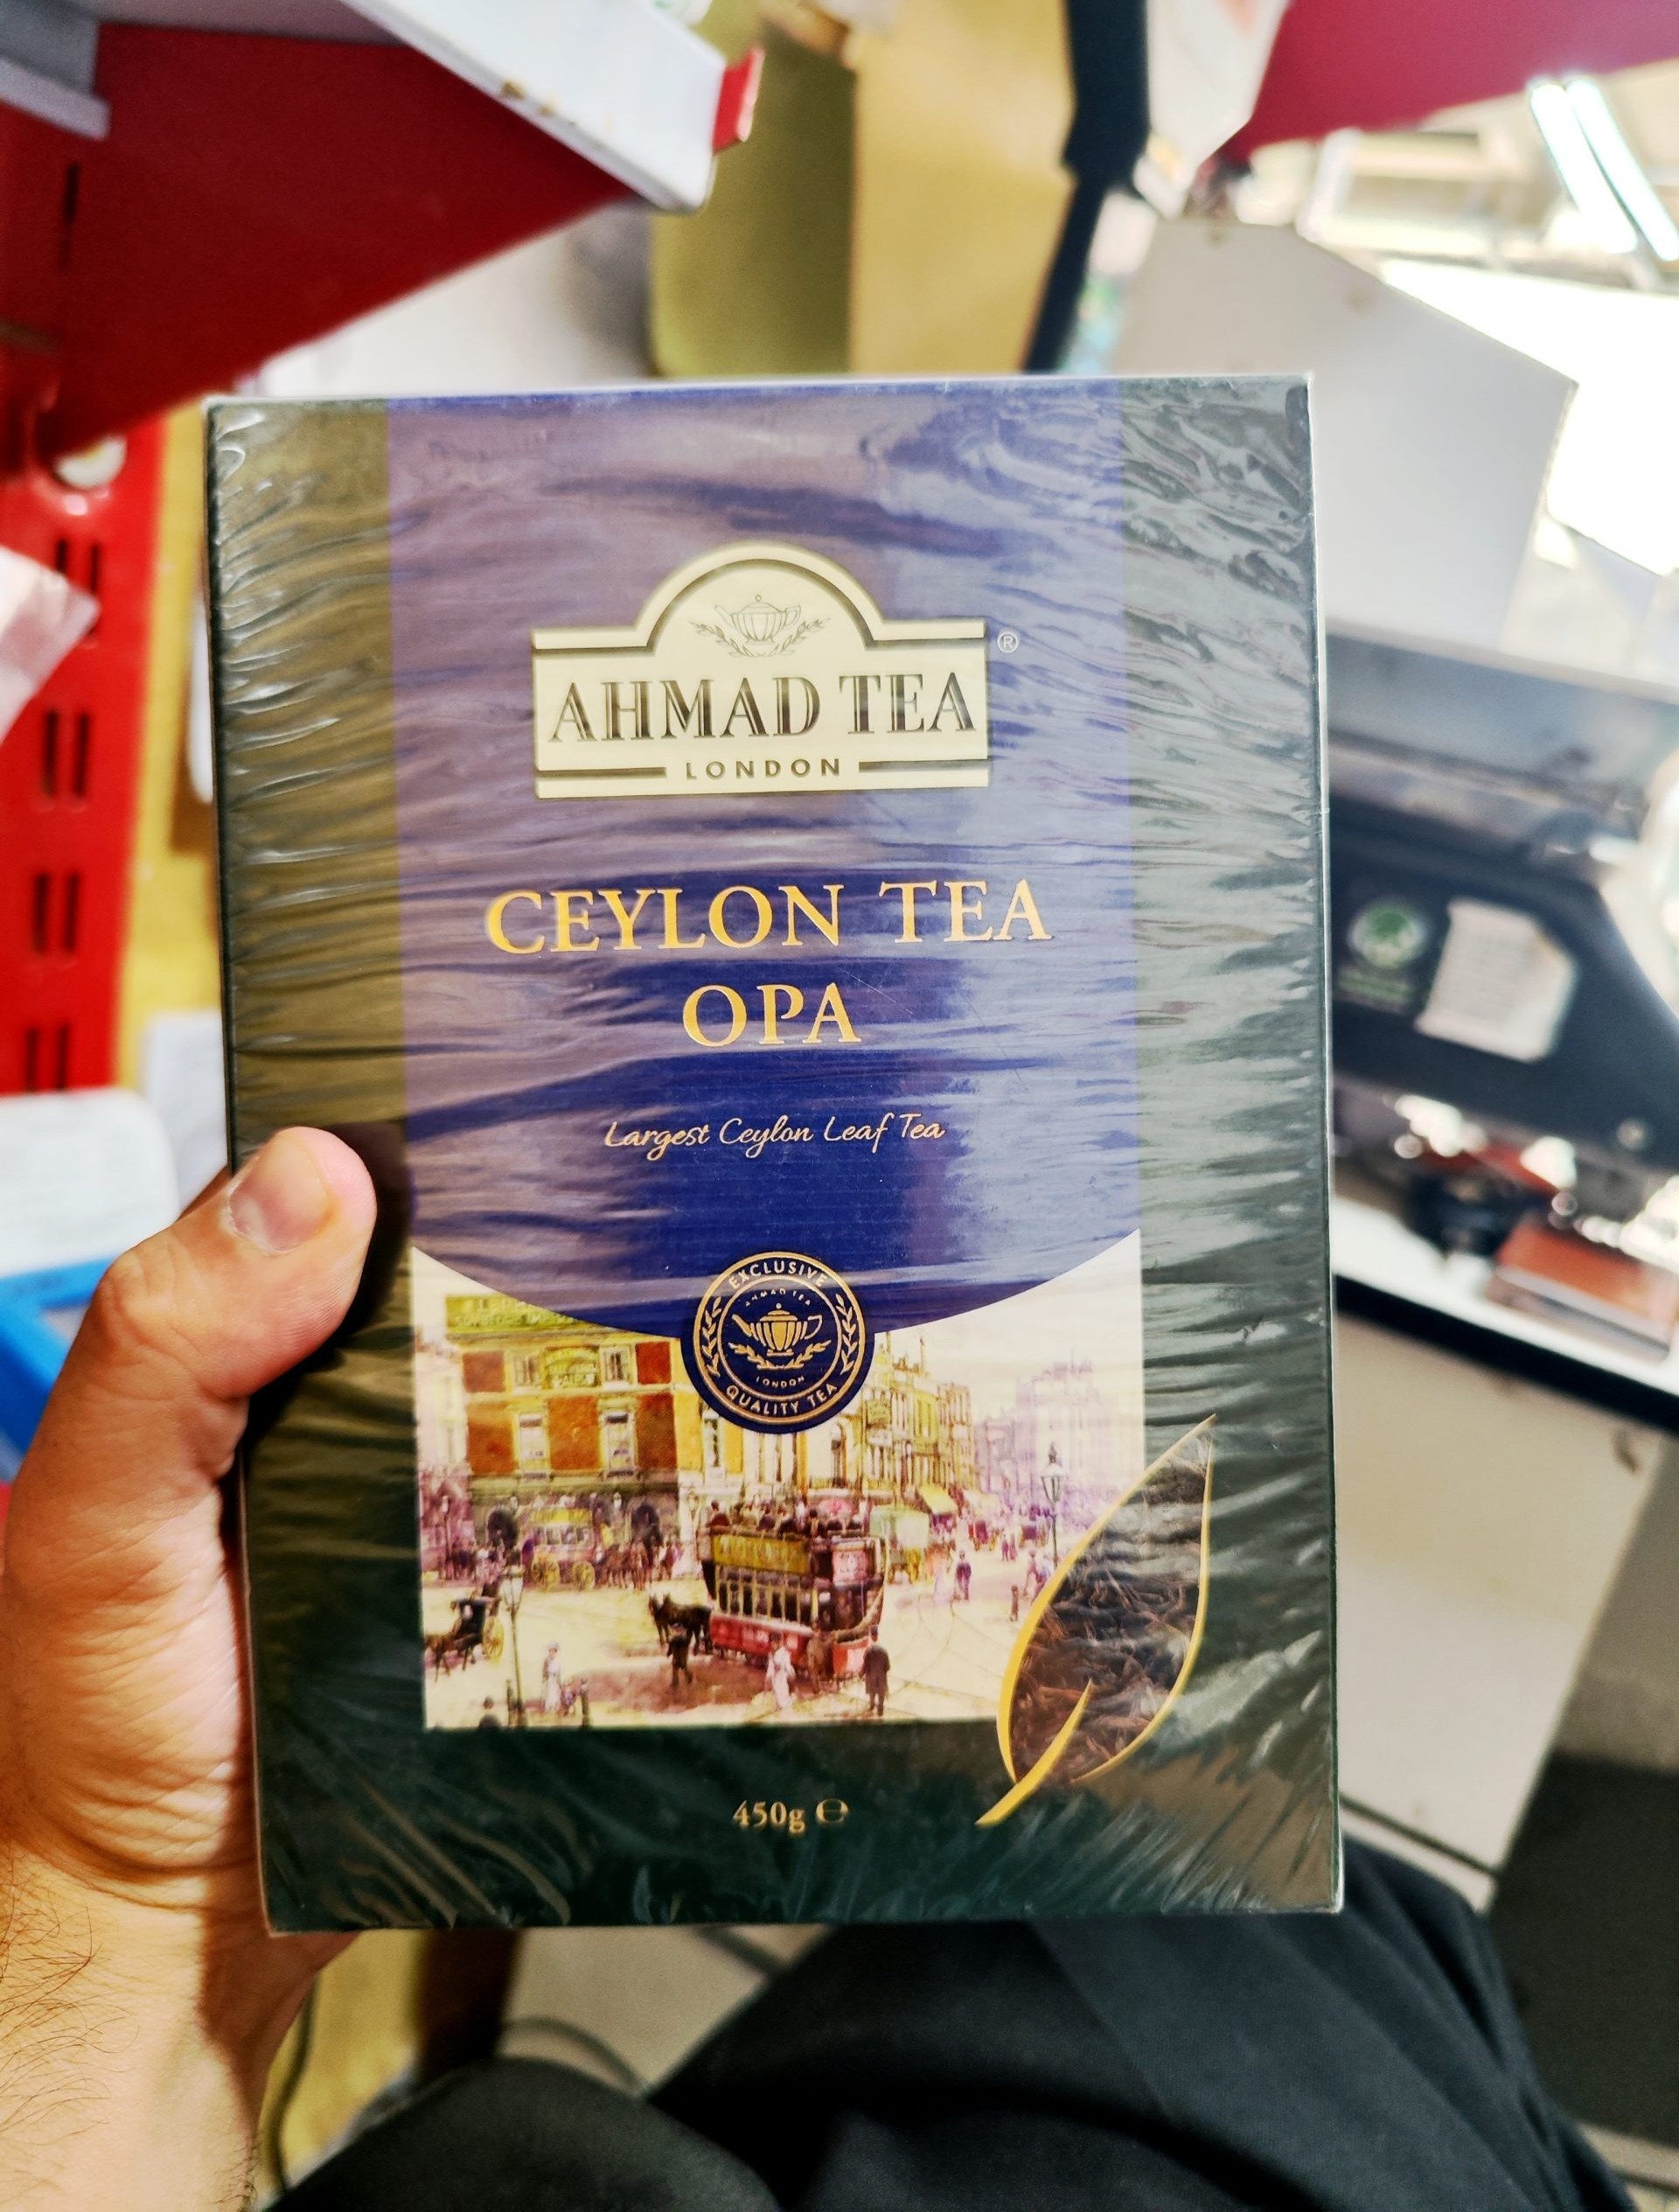 AHMAD TEA
®
LONDON
CEYLON TEA
OPA
Largest Ceylon Leaf Tea
EXCLUSIVE
AHMAD TEA
LONDON
QUALITY TEA
450g ℮